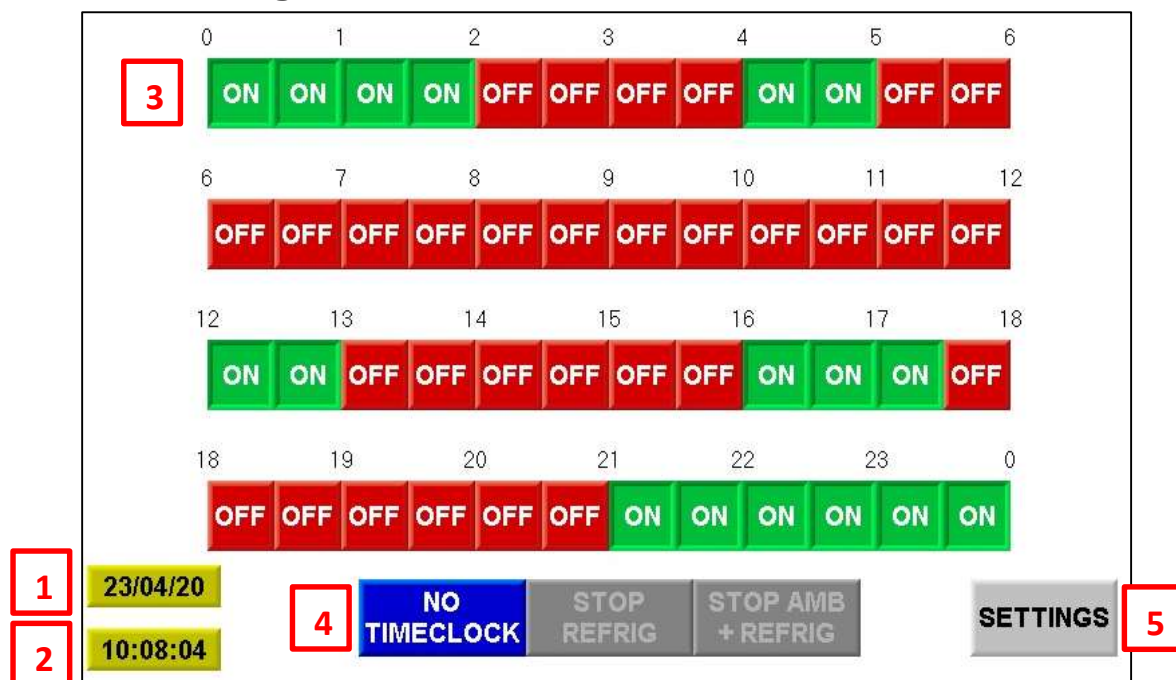 0 1 2 3 4 5 6
3 ON ON ON ON OFF OFF OFF OFF ON ON OFF OFF
6 7 8 9 10 11 12
OFF OFF OFF OFF OFF OFF OFF OFF OFF OFF OFF OFF
12 13 14 15 16 17 18
ON ON OFF OFF OFF OFF OFF OFF ON ON ON OFF
18 19 20 21 22 23 0
OFF OFF OFF OFF OFF OFF ON ON ON ON ON ON
1 23/04/20
2 10:08:04
4 NO
TIMECLOCK
STOP
REFRIG
STOP AMB
+ REFRIG
SETTINGS 5